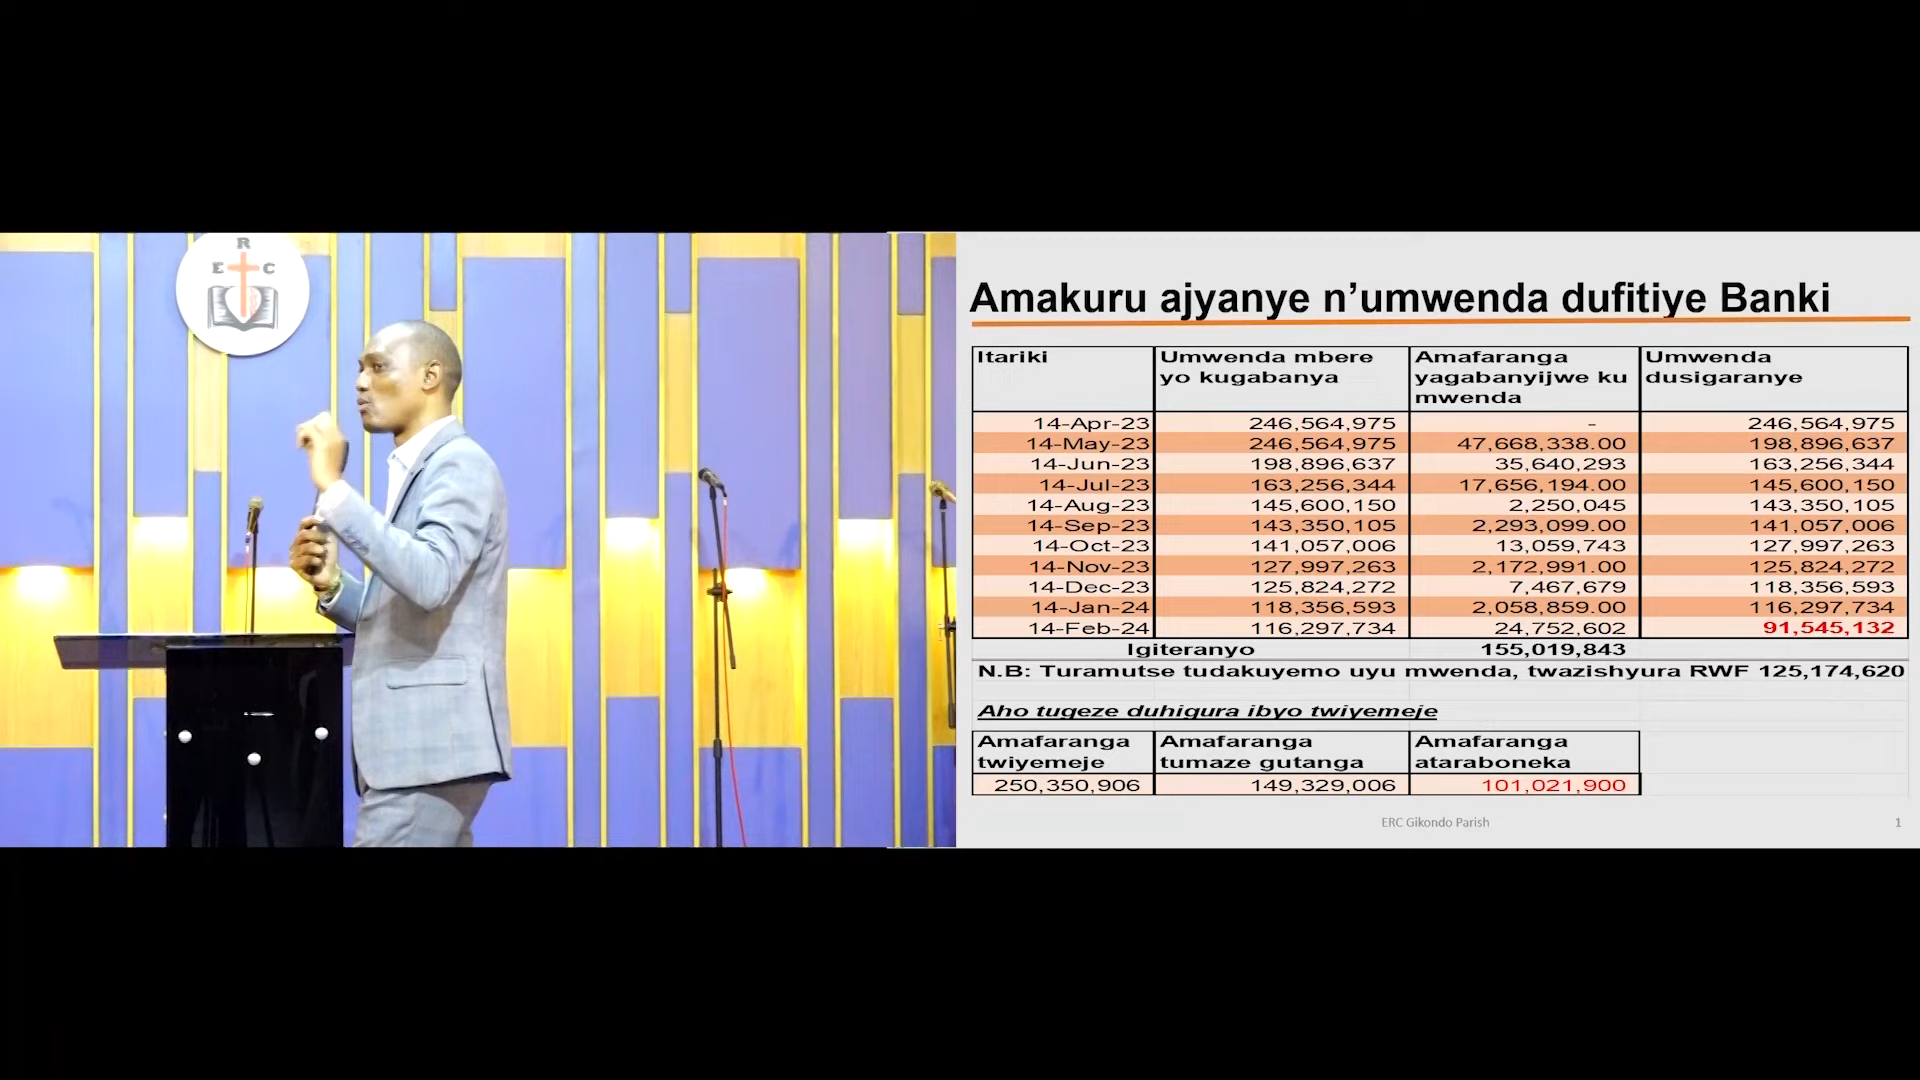 R
E C
Amakuru ajyanye n’umwenda dufitiye Banki
Itariki Umwenda mbere yo kugabanya Amafaranga yagabanyijwe ku mwenda Umwenda dusigaranye
14-Apr-23 246,564,975 - 246,564,975
14-May-23 246,564,975 47,668,338.00 198,896,637
14-Jun-23 198,896,637 35,640,293 163,256,344
14-Jul-23 163,256,344 17,656,194.00 145,600,150
14-Aug-23 145,600,150 2,250,045 143,350,105
14-Sep-23 143,350,105 2,293,099.00 141,057,006
14-Oct-23 141,057,006 13,059,743 127,997,263
14-Nov-23 127,997,263 2,172,991.00 125,824,272
14-Dec-23 125,824,272 7,467,679 118,356,593
14-Jan-24 118,356,593 2,058,859.00 116,297,734
14-Feb-24 116,297,734 24,752,602 91,545,132
Igiteranyo 155,019,843
N.B: Turamutse tudakuyemo uyu mwenda, twazishyura RWF 125,174,620
Aho tugeze duhigura ibyo twiyemeje
Amafaranga twiyemeje Amafaranga tumaze gutanga Amafaranga ataraboneka
250,350,906 149,329,006 101,021,900
ERC Gikondo Parish 1